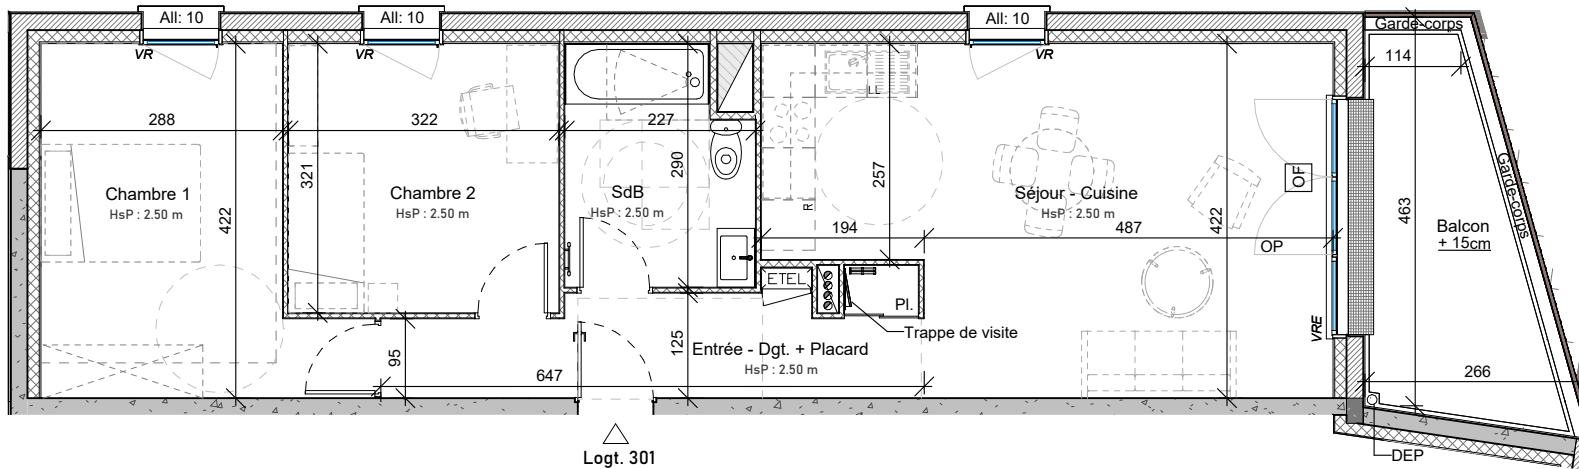 All: 10
All: 10
All: 10
Garde-corps
VR
VR
VR
114
288
322
227
321
290
257
463
Garde-corps
Chambre 1
HsP : 2.50 m
Chambre 2
HsP : 2.50 m
SdB
HsP : 2.50 m
LL
R
Séjour - Cuisine
HsP : 2.50 m
OF
OP
Balcon
+ 15cm
422
422
194
487
ETEL
Pl.
Trappe de visite
VRE
95
125
Entrée - Dgt. + Placard
HsP : 2.50 m
647
266
DEP
Logt. 301